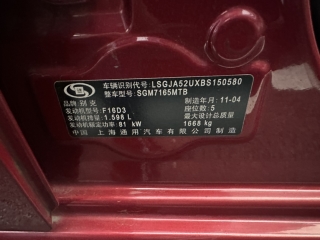 车辆识别代号: LSGJA52UXBS150580
整车型号: SGM7165MTB
品牌 别克 制造年月 11-04
发动机型号 F16D3 座位数 5
发动机排量 1.598 L 最大设计总质量
发动机额定功率 81 kW 1668 kg
中国 上海通用汽车有限公司制造